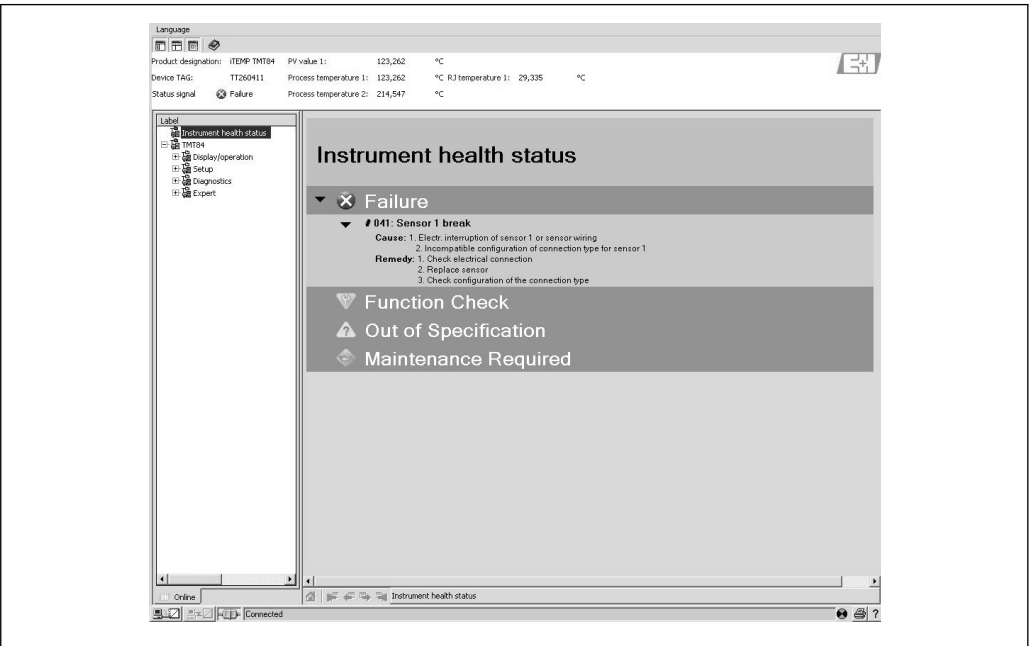 Language
Product designation: iTEMP TMT84 PV value 1: 123,262 °C
Device TAG: TT260411 Process temperature 1: 123,262 °C RJ temperature 1: 29,335 °C
Status signal Failure Process temperature 2: 214,547 °C
E+H
Label
Instrument health status
TMT84
Display/operation
Setup
Diagnostics
Expert
Instrument health status
Failure
# 041: Sensor 1 break
Cause: 1. Electr. interruption of sensor 1 or sensor wiring
2. Incompatible configuration of connection type for sensor 1
Remedy: 1. Check electrical connection
2. Replace sensor
3. Check configuration of the connection type
Function Check
Out of Specification
Maintenance Required
Online
Instrument health status
Connected